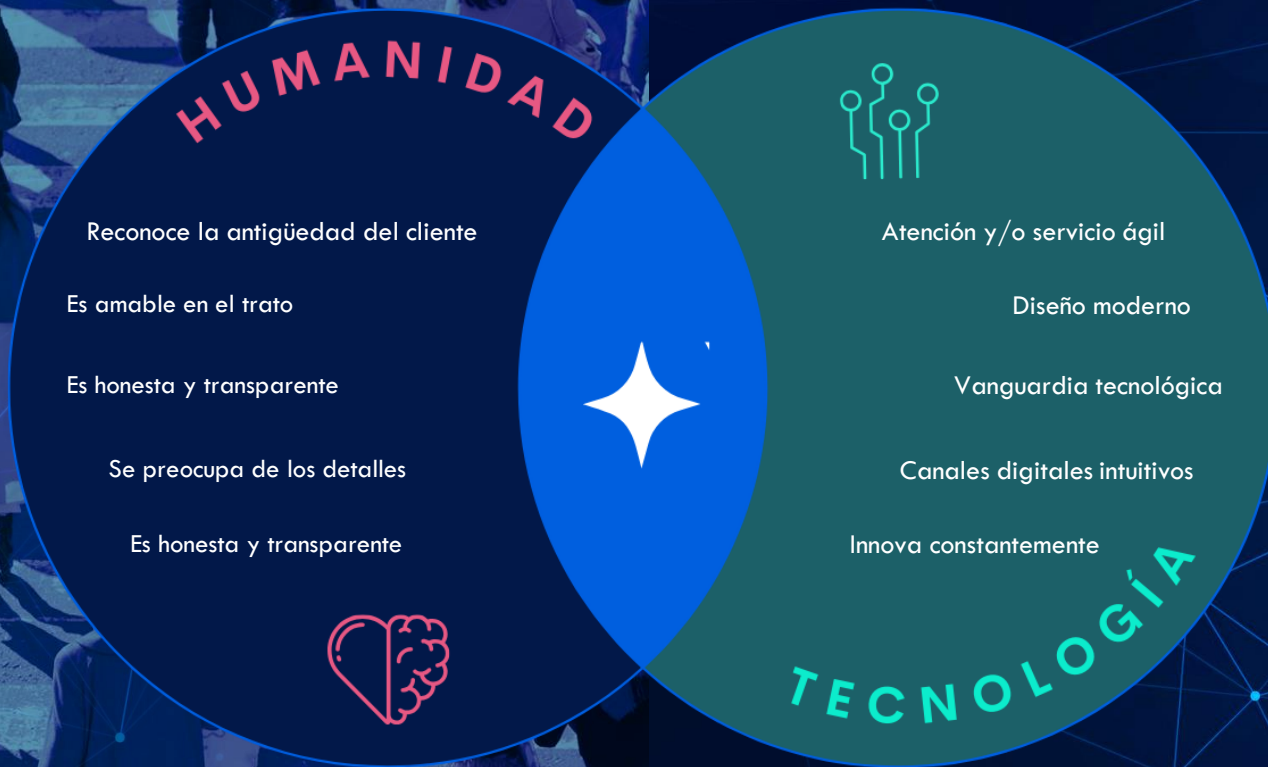 HUMANIDAD
Reconoce la antigüedad del cliente
Es amable en el trato
Es honesta y transparente
Se preocupa de los detalles
Es honesta y transparente
Atención y/o servicio ágil
Diseño moderno
Vanguardia tecnológica
Canales digitales intuitivos
Innova constantemente
TECNOLOGÍA